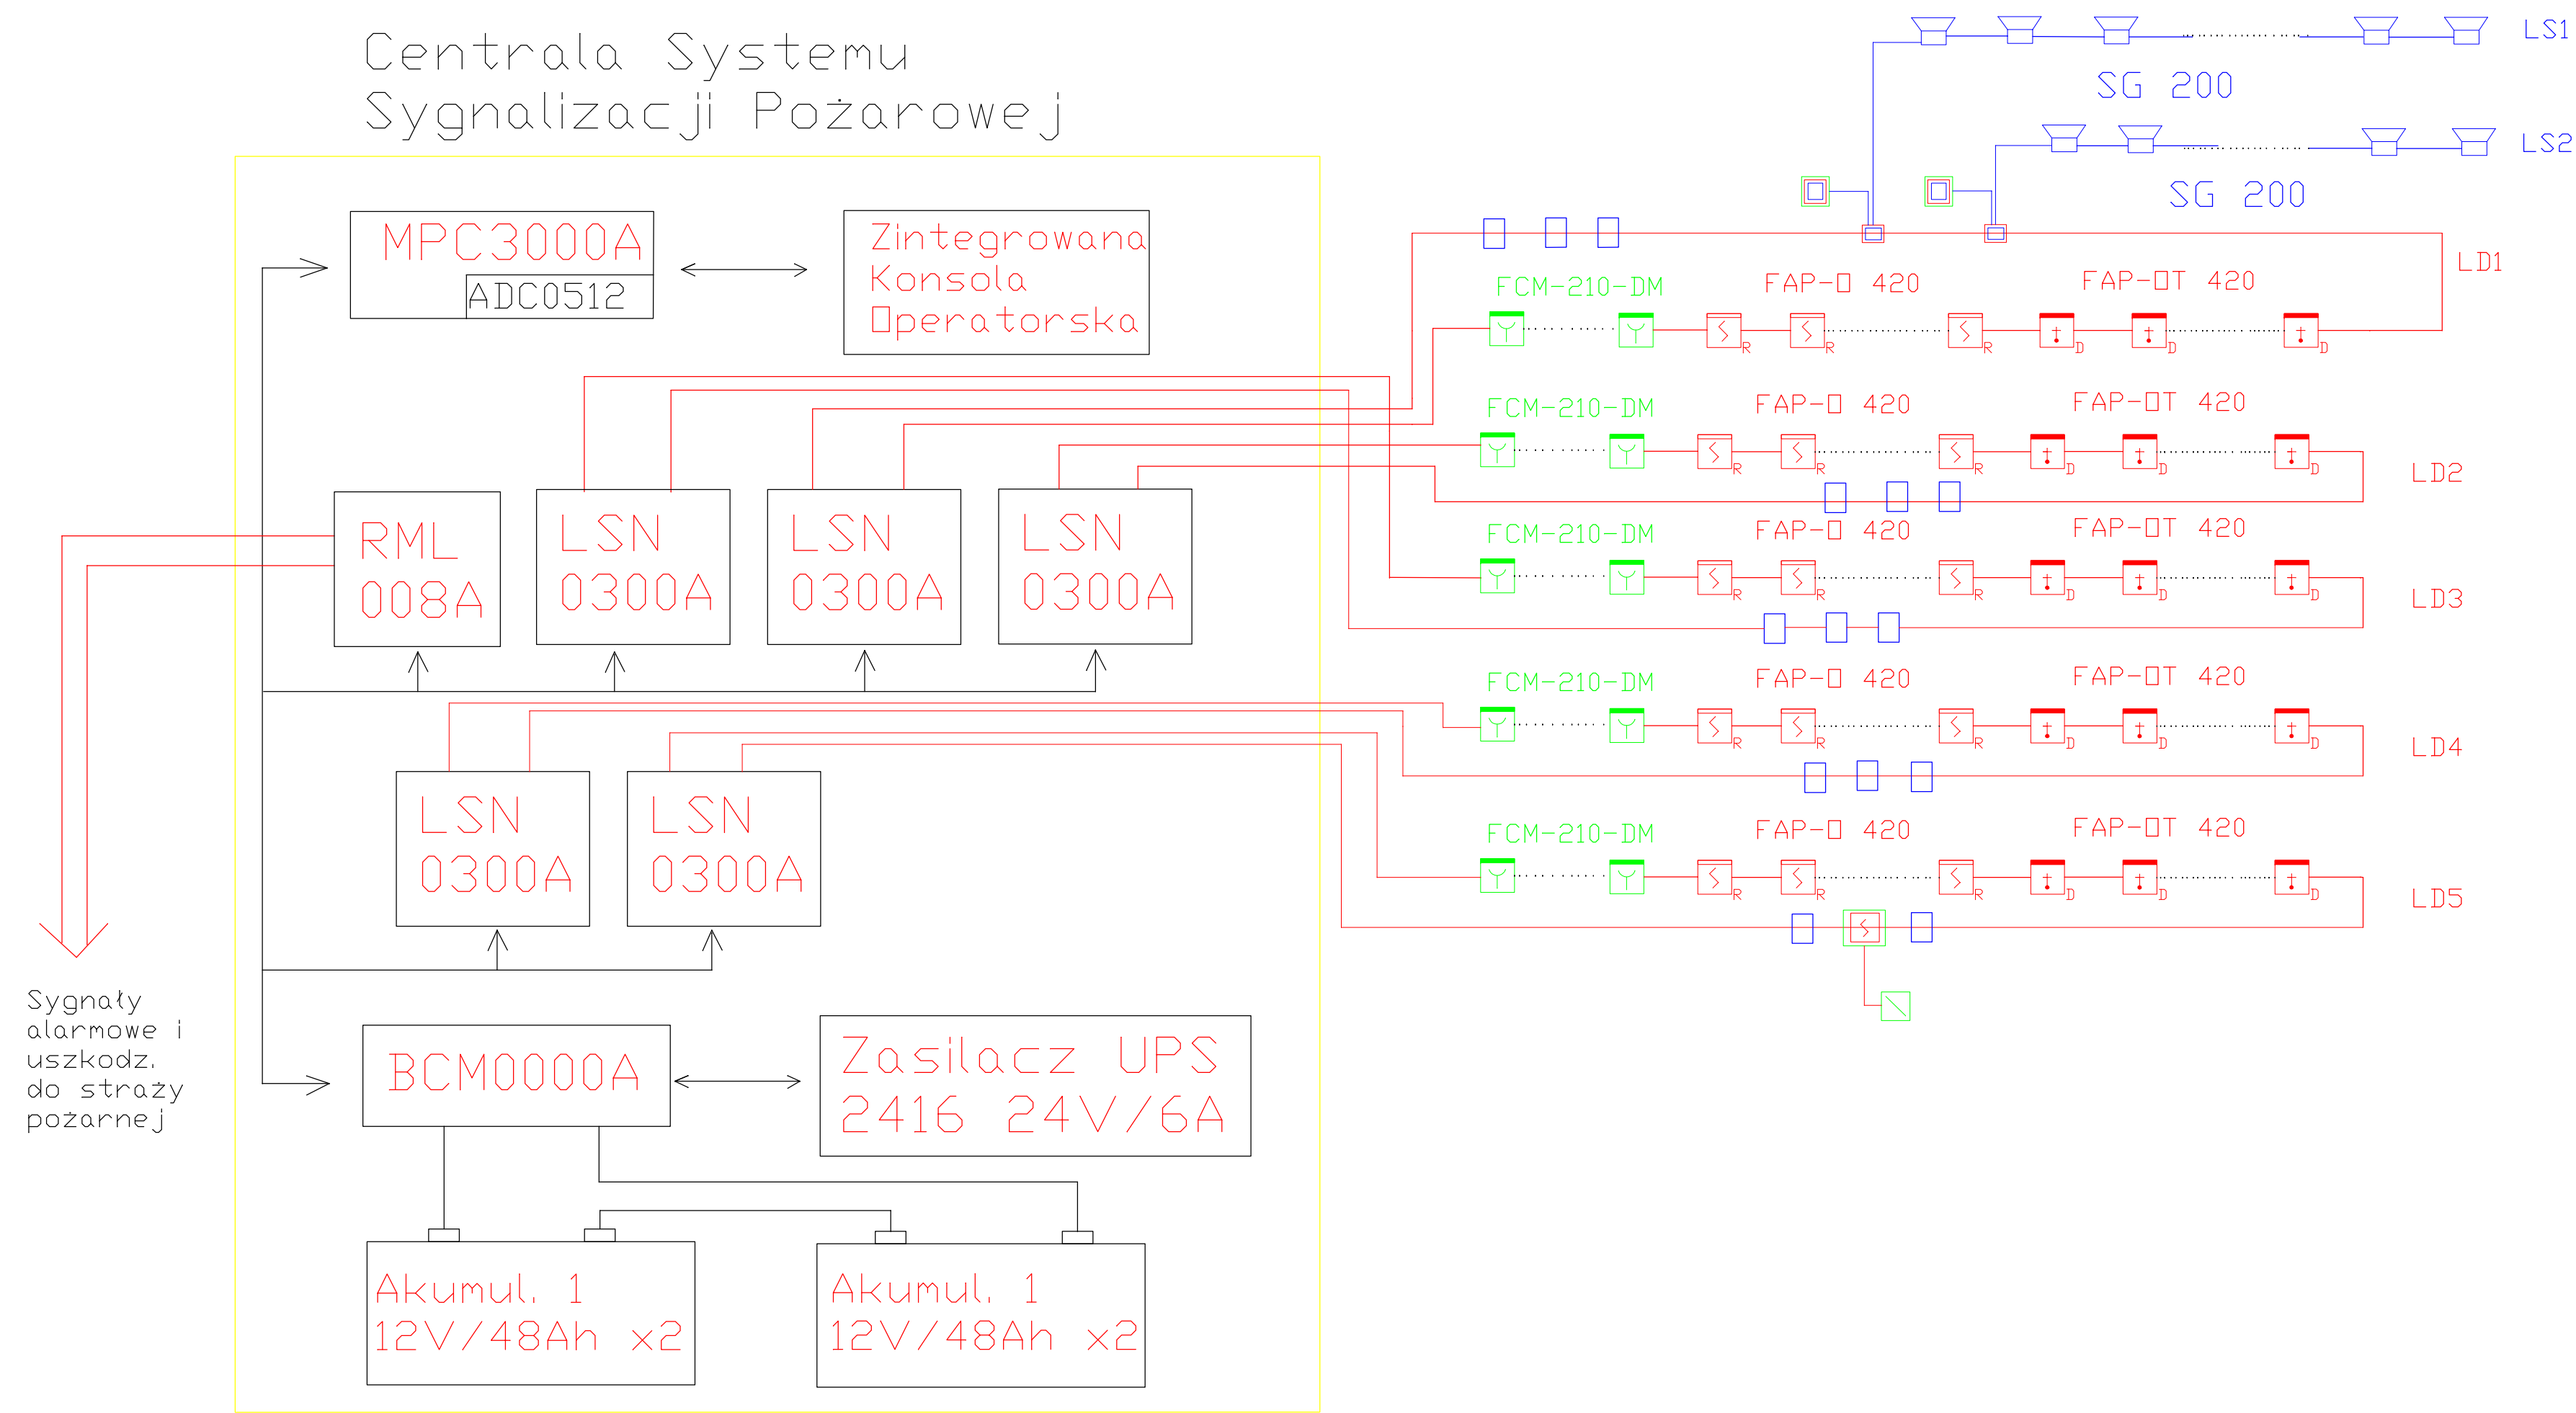 Centrala Systemu
Sygnalizacji Pożarowej
MPC3000A
ADC0512
Zintegrowana
Konsola
Operatorska
RML
008A
LSN
0300A
LSN
0300A
LSN
0300A
LSN
0300A
LSN
0300A
BCM0000A
Zasilacz UPS
2416 24V/6A
Akumul. 1
12V/48Ah x2
Akumul. 1
12V/48Ah x2
Sygnały
alarmowe i
uszkodz.
do straży
pożarnej
LS1
SG 200
LS2
SG 200
LD1
FCM-210-DM FAP-O 420 FAP-OT 420
R R R D D D
FCM-210-DM FAP-O 420 FAP-OT 420
R R R D D D
LD2
FCM-210-DM FAP-O 420 FAP-OT 420
R R R D D D
LD3
FCM-210-DM FAP-O 420 FAP-OT 420
R R R D D D
LD4
FCM-210-DM FAP-O 420 FAP-OT 420
R R R D D D
LD5